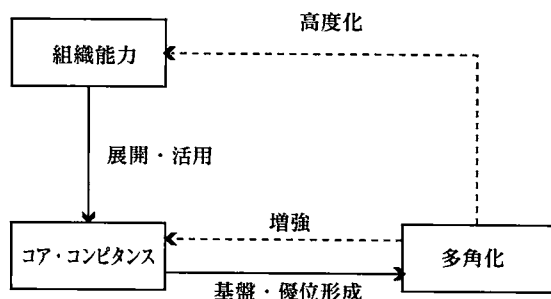 高度化
組織能力
展開・活用
増強
コア・コンピタンス
多角化
基盤・優位形成